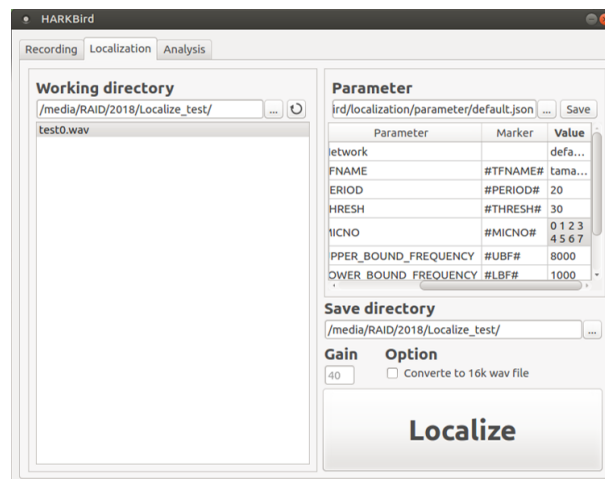 HARKBird
Recording Localization Analysis
Working directory
/media/RAID/2018/Localize_test/ ...
test0.wav
Parameter
ird/localization/parameter/default.json ... Save
Parameter Marker Value
letwork defa...
FNAME #TFNAME# tama...
ERIOD #PERIOD# 20
HRESH #THRESH# 30
MICNO #MICNO# 0 1 2 3
4 5 6 7
PPER_BOUND_FREQUENCY #UBF# 8000
OWER_BOUND_FREQUENCY #LBF# 1000
Save directory
/media/RAID/2018/Localize_test/ ...
Gain Option
40 Converte to 16k wav file
Localize